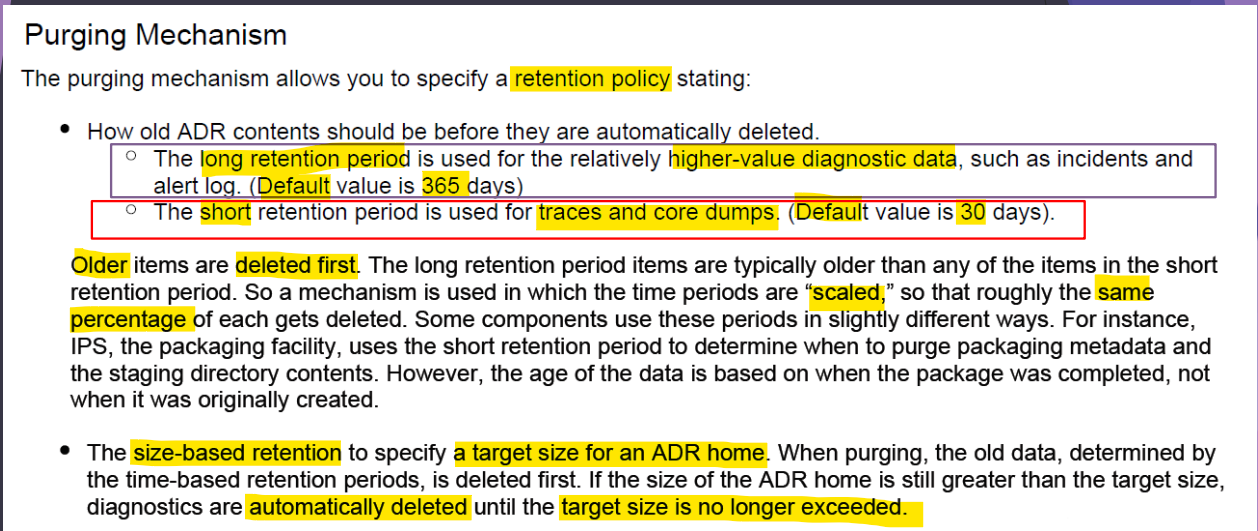 Purging Mechanism
The purging mechanism allows you to specify a retention policy stating:
• How old ADR contents should be before they are automatically deleted.
○ The long retention period is used for the relatively higher-value diagnostic data, such as incidents and
alert log. (Default value is 365 days)
○ The short retention period is used for traces and core dumps. (Default value is 30 days).
Older items are deleted first. The long retention period items are typically older than any of the items in the short
retention period. So a mechanism is used in which the time periods are “scaled,” so that roughly the same
percentage of each gets deleted. Some components use these periods in slightly different ways. For instance,
IPS, the packaging facility, uses the short retention period to determine when to purge packaging metadata and
the staging directory contents. However, the age of the data is based on when the package was completed, not
when it was originally created.
• The size-based retention to specify a target size for an ADR home. When purging, the old data, determined by
the time-based retention periods, is deleted first. If the size of the ADR home is still greater than the target size,
diagnostics are automatically deleted until the target size is no longer exceeded.